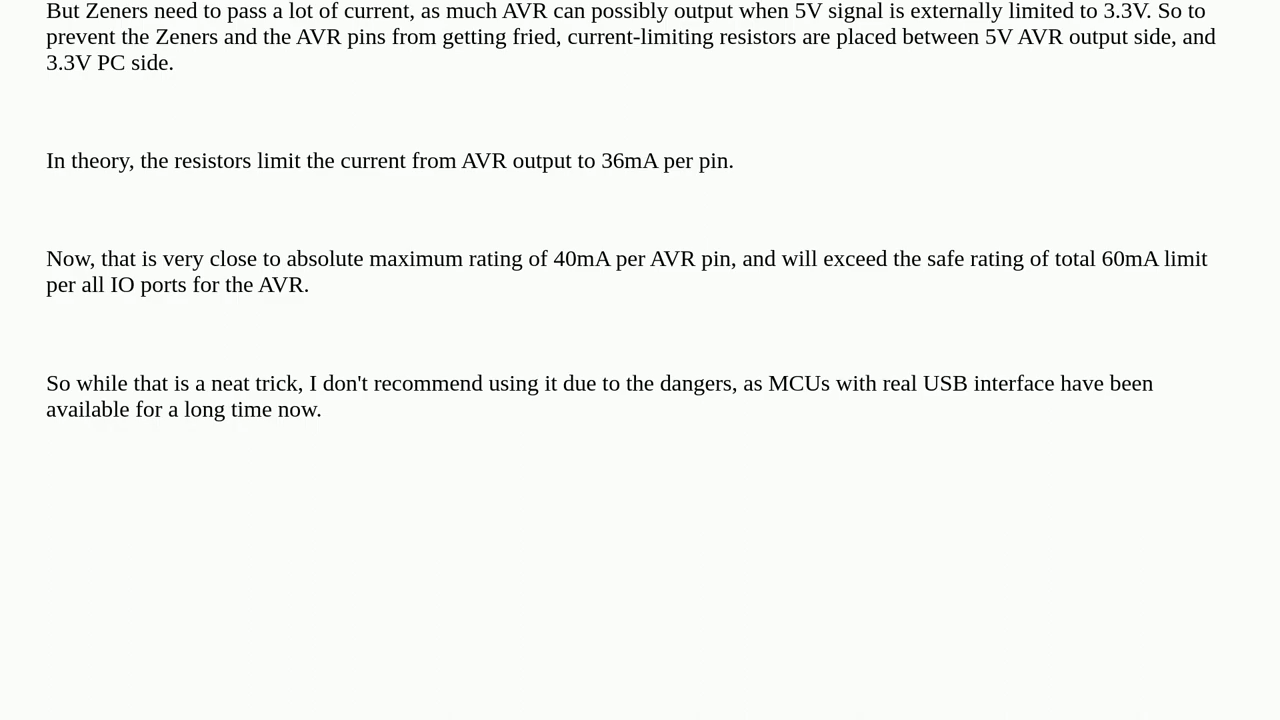 But Zeners need to pass a lot of current, as much AVR can possibly output when 5V signal is externally limited to 3.3V. So to
prevent the Zeners and the AVR pins from getting fried, current-limiting resistors are placed between 5V AVR output side, and
3.3V PC side.
In theory, the resistors limit the current from AVR output to 36mA per pin.
Now, that is very close to absolute maximum rating of 40mA per AVR pin, and will exceed the safe rating of total 60mA limit
per all IO ports for the AVR.
So while that is a neat trick, I don't recommend using it due to the dangers, as MCUs with real USB interface have been
available for a long time now.